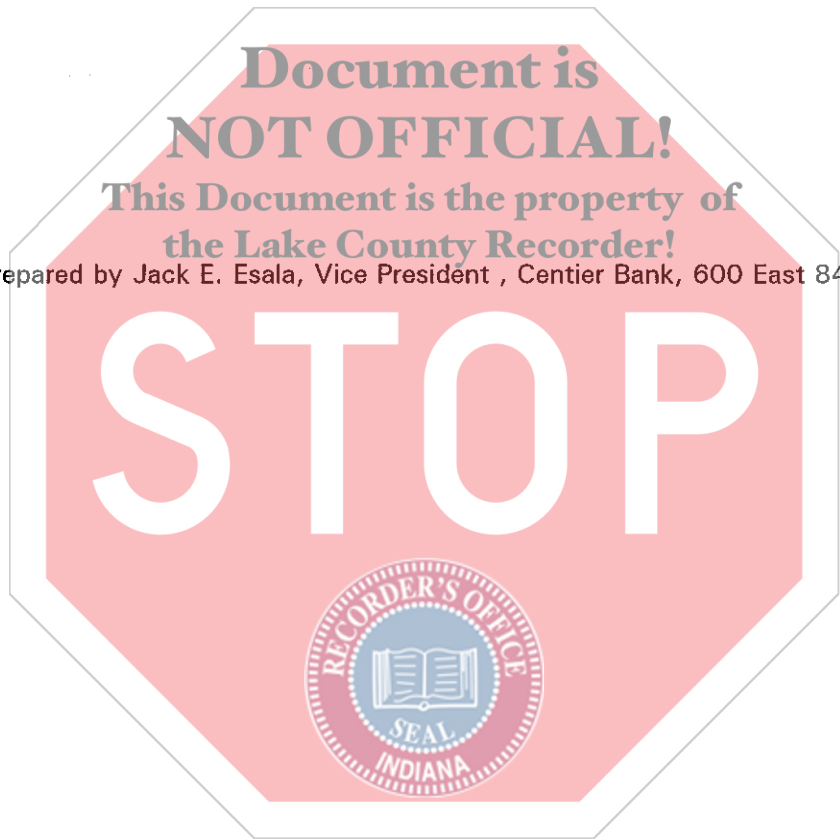 Document is
NOT OFFICIAL!
This Document is the property of
the Lake County Recorder!
epared by Jack E. Esala, Vice President , Centier Bank, 600 East 84
STOP
RECORDER'S OFFICE
SEAL
INDIANA